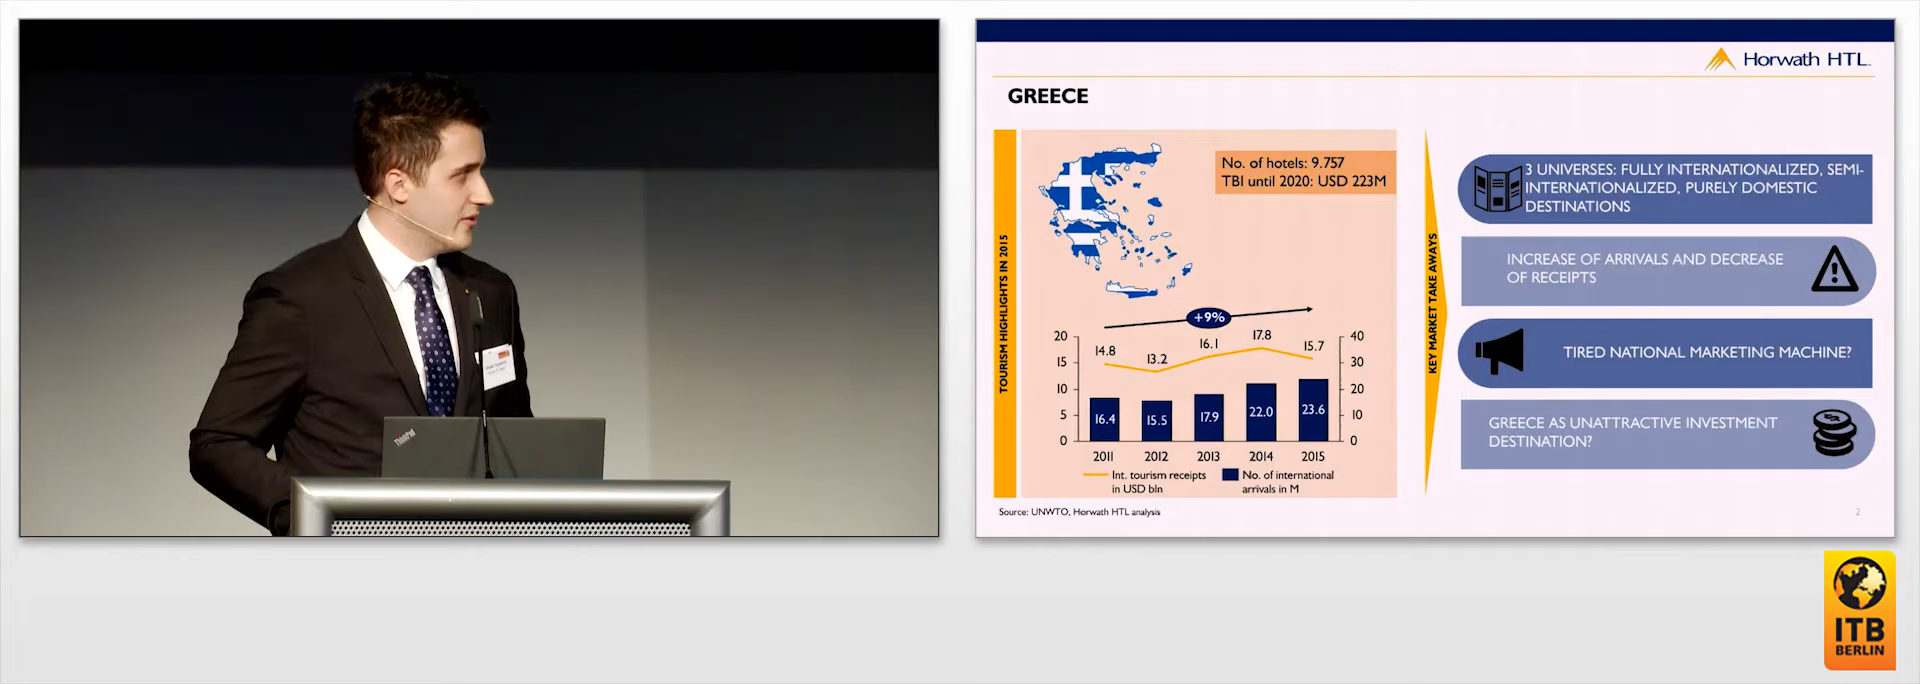 ThinkPad
Horwath HTL
GREECE
TOURISM HIGHLIGHTS IN 2015
No. of hotels: 9.757
TBI until 2020: USD 223M
+9%
20
15
10
5
0
14.8
13.2
16.1
17.8
15.7
40
30
20
10
0
16.4
15.5
17.9
22.0
23.6
2011
2012
2013
2014
2015
Int. tourism receipts
in USD bln
No. of international
arrivals in M
Source: UNWTO, Horwath HTL analysis
KEY MARKET TAKE AWAYS
3 UNIVERSES: FULLY INTERNATIONALIZED, SEMI-
INTERNATIONALIZED, PURELY DOMESTIC
DESTINATIONS
INCREASE OF ARRIVALS AND DECREASE
OF RECEIPTS
TIRED NATIONAL MARKETING MACHINE?
GREECE AS UNATTRACTIVE INVESTMENT
DESTINATION?
2
ITB
BERLIN